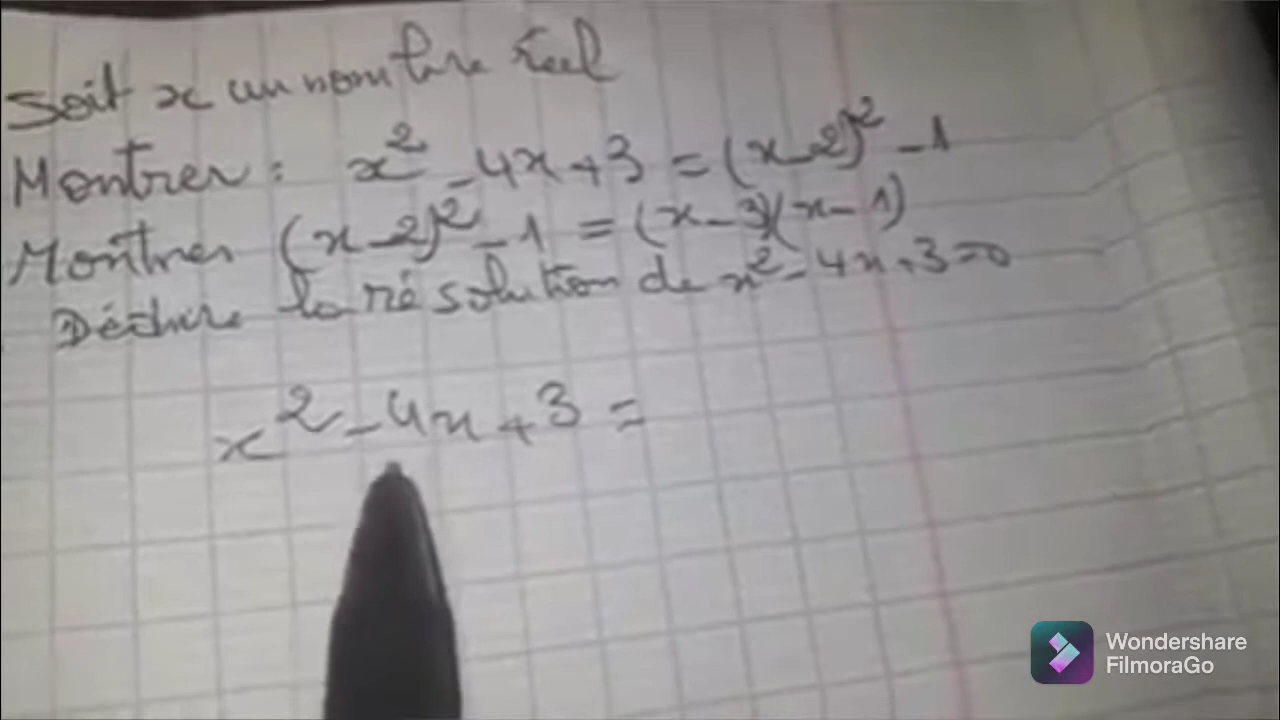 Soit x un nombre réel
Montrer : x² - 4x + 3 = (x - 2)² - 1
Montrer (x - 2)² - 1 = (x - 3)(x - 1)
Déduire la résolution de x² - 4x + 3 = 0
x² - 4x + 3 =
Wondershare
FilmoraGo